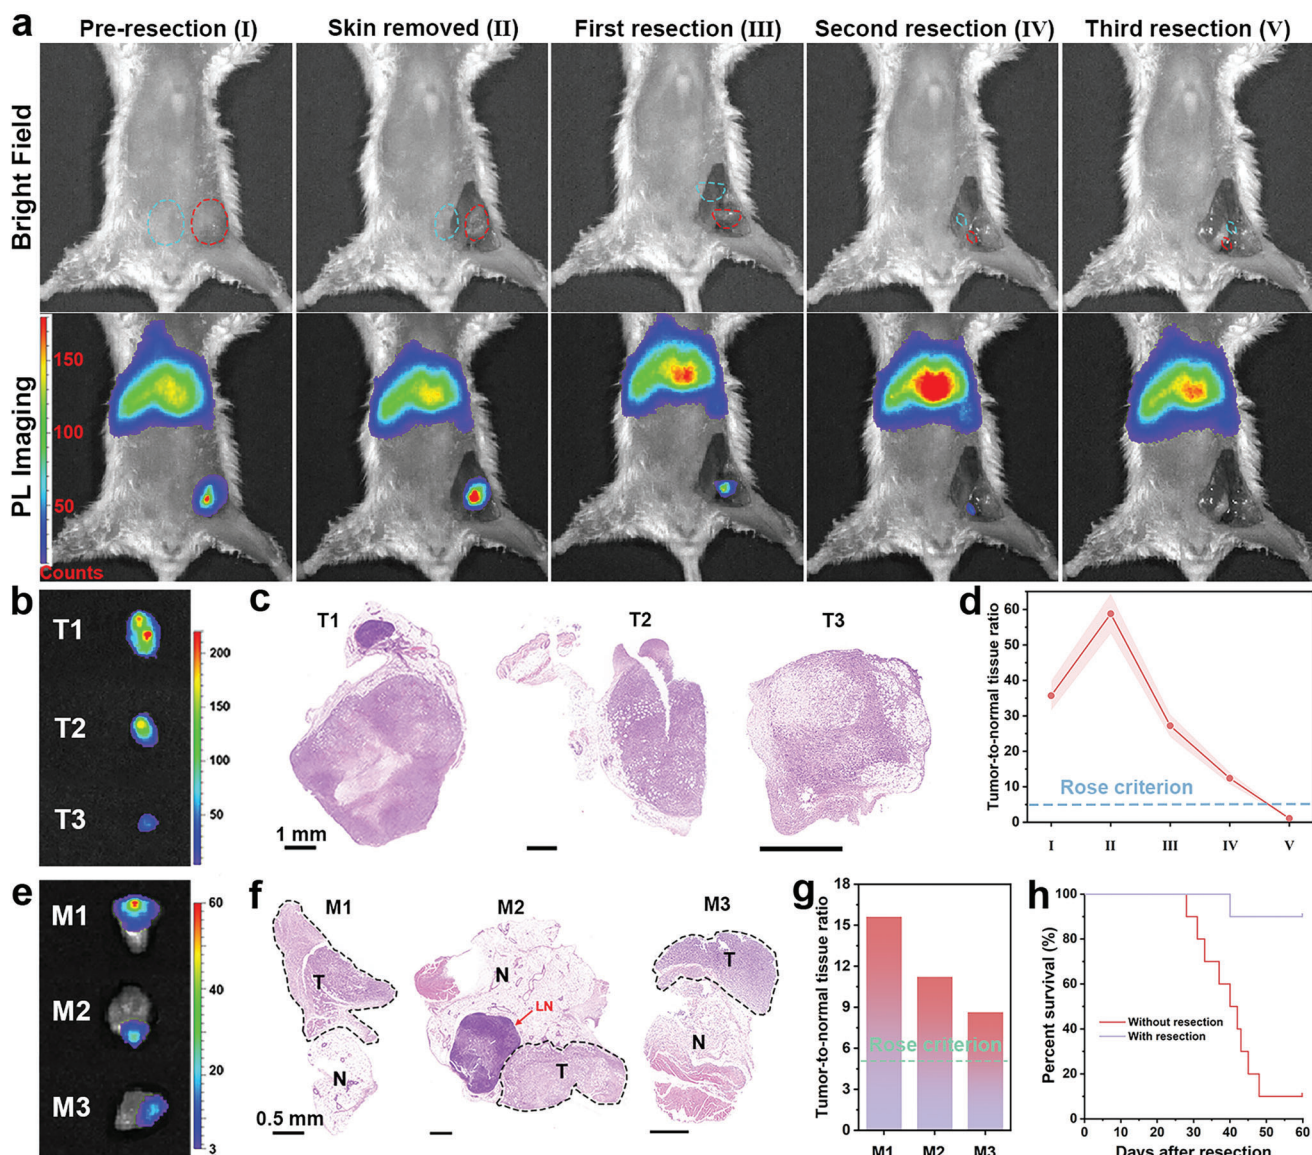 a
Pre-resection (I)
Skin removed (II)
First resection (III)
Second resection (IV)
Third resection (V)
Bright Field
PL Imaging
150
100
50
Counts
b
T1
T2
T3
200
150
100
50
c
T1
T2
T3
1 mm
d
Tumor-to-normal tissue ratio
60
50
40
30
20
10
0
Rose criterion
I
II
III
IV
V
e
M1
M2
M3
60
40
20
3
f
M1
M2
M3
T
N
N
LN
T
T
N
0.5 mm
g
Tumor-to-normal tissue ratio
18
15
12
9
6
3
0
Rose criterion
M1
M2
M3
h
Percent survival (%)
100
80
60
40
20
0
Without resection
With resection
0
10
20
30
40
50
60
Days after resection